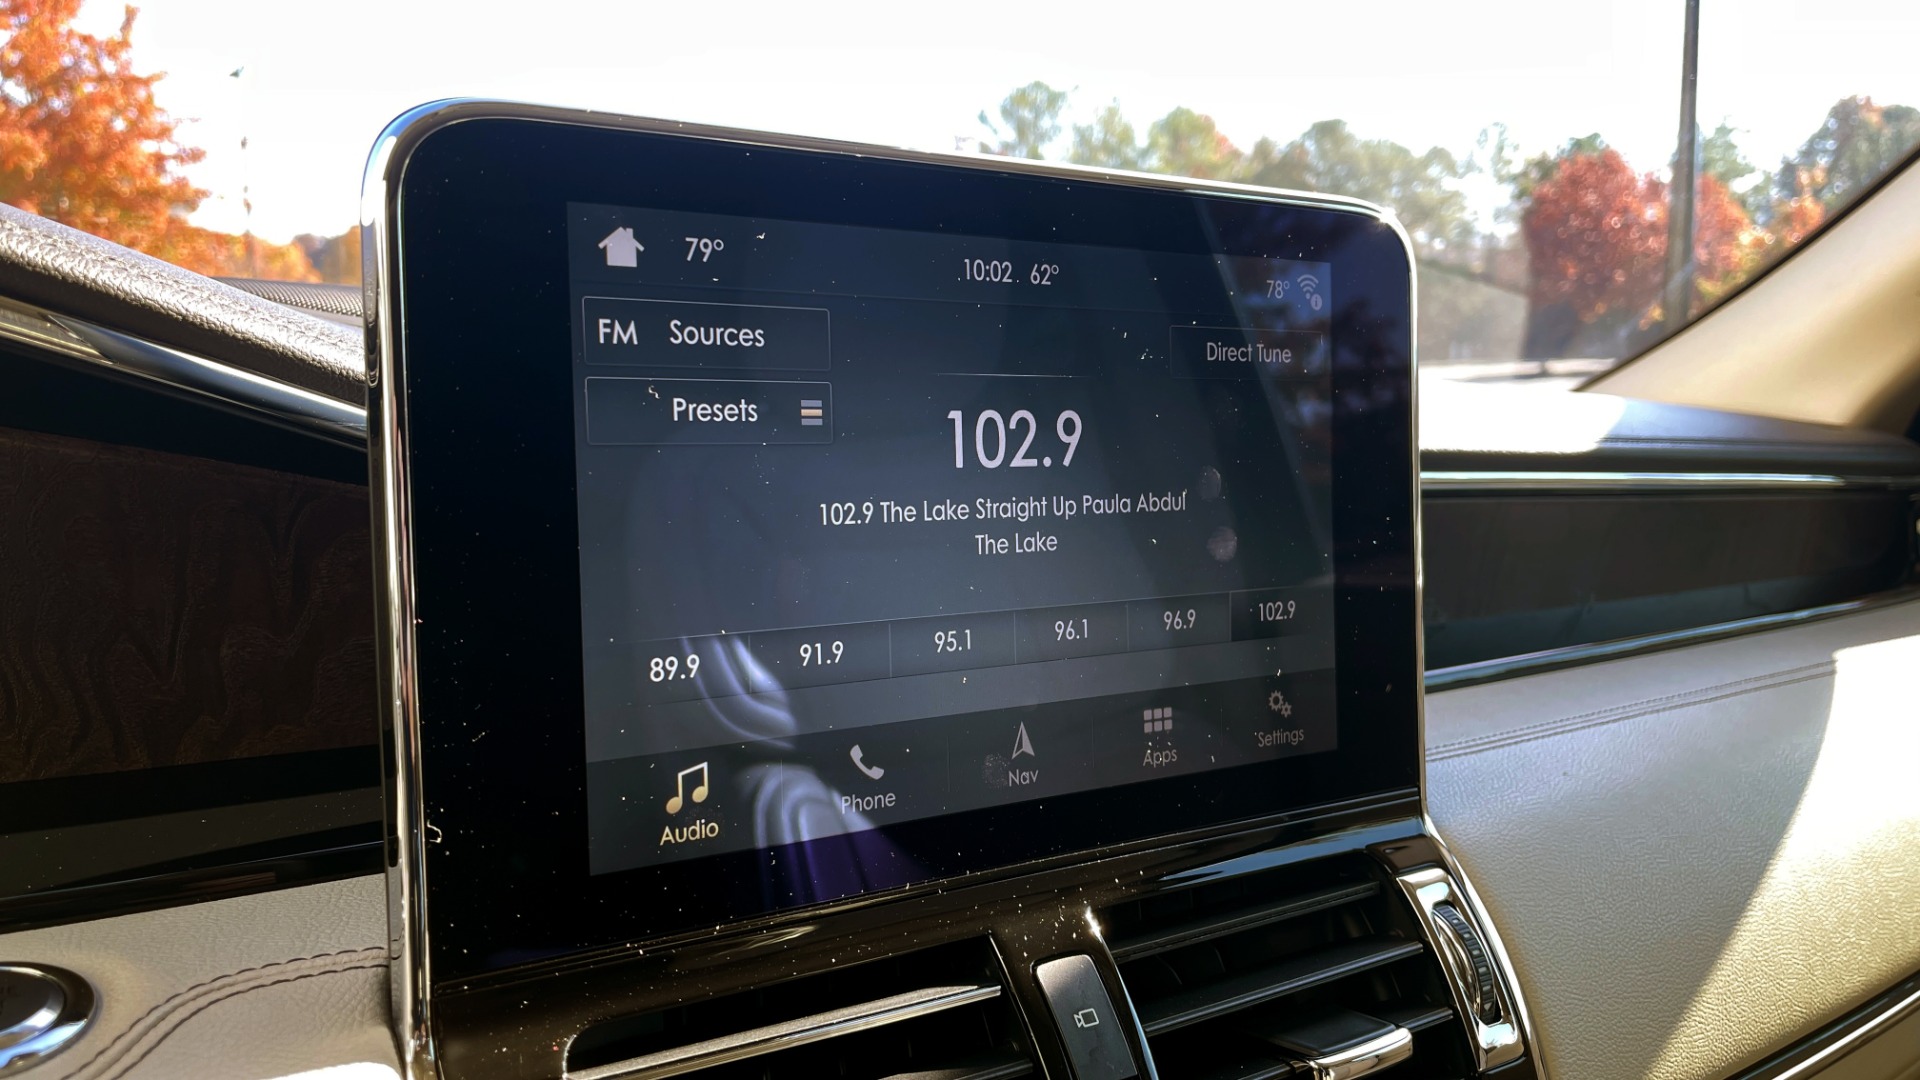 79° 10:02 62° 78°
FM Sources
Direct Tune
Presets
102.9
102.9 The Lake Straight Up Paula Abdul
The Lake
89.9 91.9 95.1 96.1 96.9 102.9
Audio Phone Nav Apps Settings